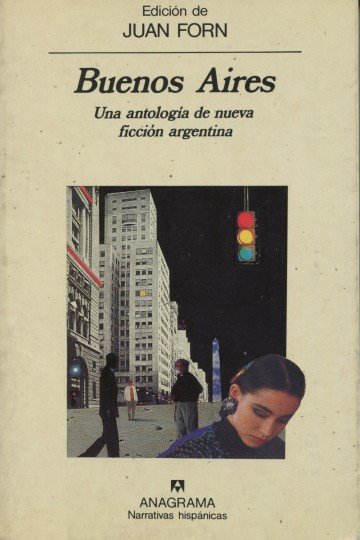 Edición de
JUAN FORN
Buenos Aires
Una antología de nueva
ficción argentina
ANAGRAMA
Narrativas hispánicas